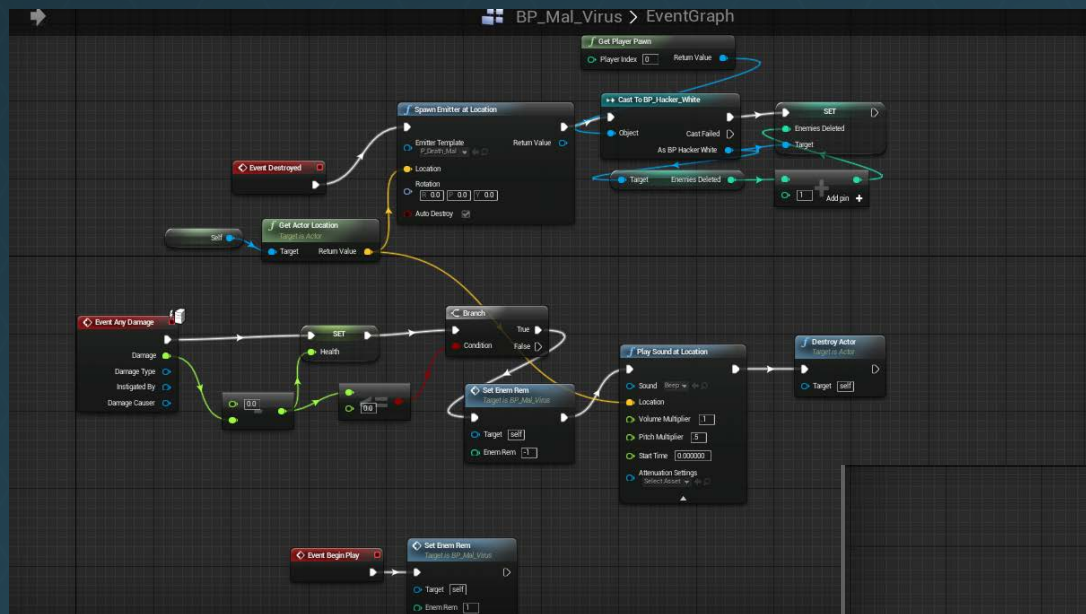 BP_Mal_Virus > EventGraph
Get Player Pawn
Player Index 0 Return Value
Spawn Emitter at Location
Emitter Template Return Value
P_Death_Mal
Location
Rotation
R 0.0 P 0.0 Y 0.0
Auto Destroy
Cast To BP_Hacker_White
Object Cast Failed
As BP Hacker White
SET
Enemies Deleted
Target
Target Enemies Deleted
1 Add pin +
Event Destroyed
Get Actor Location
Target is Actor
Self
Target Return Value
Event Any Damage
Damage
Damage Type
Instigated By
Damage Causer
SET
Health
0.0
0.0
Branch
True
Condition False
Set Enem Rem
Target is BP_Mal_Virus
Target self
Enem Rem -1
Play Sound at Location
Sound Beep
Location
Volume Multiplier 1
Pitch Multiplier .5
Start Time 0.000000
Attenuation Settings
Select Asset
Destroy Actor
Target is Actor
Target self
Event Begin Play
Set Enem Rem
Target is BP_Mal_Virus
Target self
Enem Rem 1